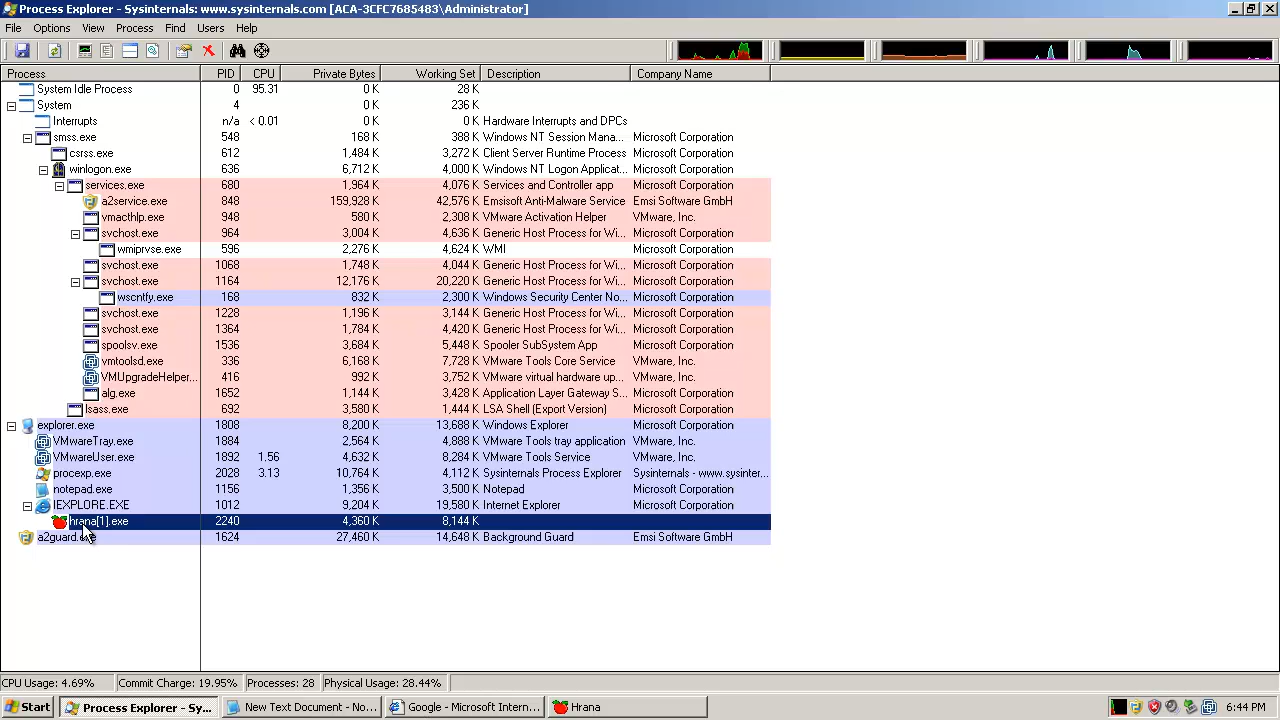 Process Explorer - Sysinternals: www.sysinternals.com [ACA-3CFC7685483\Administrator]
File Options View Process Find Users Help
Process PID CPU Private Bytes Working Set Description Company Name
System Idle Process 0 95.31 0 K 28 K
System 4 0 K 236 K
Interrupts n/a < 0.01 0 K 0 K Hardware Interrupts and DPCs
smss.exe 548 168 K 388 K Windows NT Session Mana... Microsoft Corporation
csrss.exe 612 1,484 K 3,272 K Client Server Runtime Process Microsoft Corporation
winlogon.exe 636 6,712 K 4,000 K Windows NT Logon Applicat... Microsoft Corporation
services.exe 680 1,964 K 4,076 K Services and Controller app Microsoft Corporation
a2service.exe 848 159,928 K 42,576 K Emsisoft Anti-Malware Service Emsi Software GmbH
vmacthlp.exe 948 580 K 2,308 K VMware Activation Helper VMware, Inc.
svchost.exe 964 3,004 K 4,636 K Generic Host Process for Wi... Microsoft Corporation
wmiprvse.exe 596 2,276 K 4,624 K WMI Microsoft Corporation
svchost.exe 1068 1,748 K 4,044 K Generic Host Process for Wi... Microsoft Corporation
svchost.exe 1164 12,176 K 20,220 K Generic Host Process for Wi... Microsoft Corporation
wscntfy.exe 168 832 K 2,300 K Windows Security Center No... Microsoft Corporation
svchost.exe 1228 1,196 K 3,144 K Generic Host Process for Wi... Microsoft Corporation
svchost.exe 1364 1,784 K 4,420 K Generic Host Process for Wi... Microsoft Corporation
spoolsv.exe 1536 3,684 K 5,448 K Spooler SubSystem App Microsoft Corporation
vmtoolsd.exe 336 6,168 K 7,728 K VMware Tools Core Service VMware, Inc.
VMUpgradeHelper... 416 992 K 3,752 K VMware virtual hardware up... VMware, Inc.
alg.exe 1652 1,144 K 3,428 K Application Layer Gateway S... Microsoft Corporation
lsass.exe 692 3,580 K 1,444 K LSA Shell (Export Version) Microsoft Corporation
explorer.exe 1808 8,200 K 13,688 K Windows Explorer Microsoft Corporation
VMwareTray.exe 1884 2,564 K 4,888 K VMware Tools tray application VMware, Inc.
VMwareUser.exe 1892 1.56 4,632 K 8,284 K VMware Tools Service VMware, Inc.
procexp.exe 2028 3.13 10,764 K 4,112 K Sysinternals Process Explorer Sysinternals - www.sysinter...
notepad.exe 1156 1,356 K 3,500 K Notepad Microsoft Corporation
IEXPLORE.EXE 1012 9,204 K 19,580 K Internet Explorer Microsoft Corporation
hrana[1].exe 2240 4,360 K 8,144 K
a2guard.exe 1624 27,460 K 14,648 K Background Guard Emsi Software GmbH
CPU Usage: 4.69% Commit Charge: 19.95% Processes: 28 Physical Usage: 28.44%
Start Process Explorer - Sy... New Text Document - No... Google - Microsoft Intern... Hrana 6:44 PM